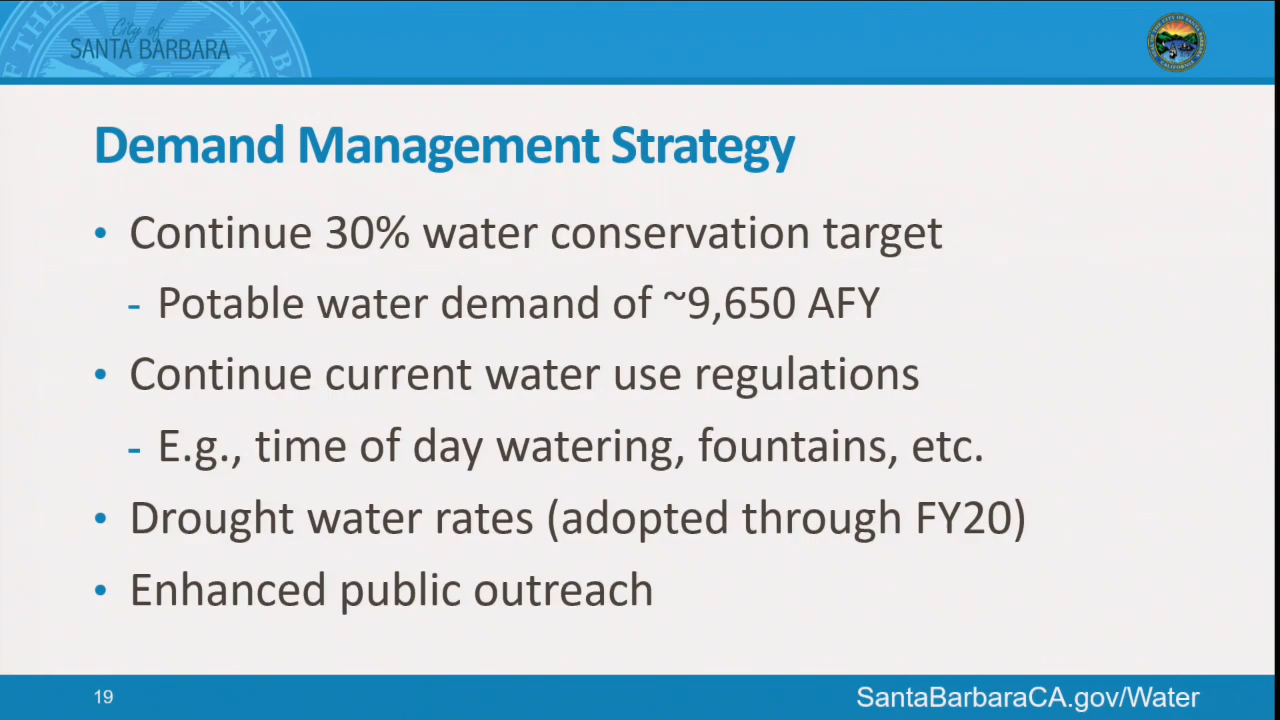 City of
SANTA BARBARA
Demand Management Strategy
• Continue 30% water conservation target
- Potable water demand of ~9,650 AFY
• Continue current water use regulations
- E.g., time of day watering, fountains, etc.
• Drought water rates (adopted through FY20)
• Enhanced public outreach
19
SantaBarbaraCA.gov/Water